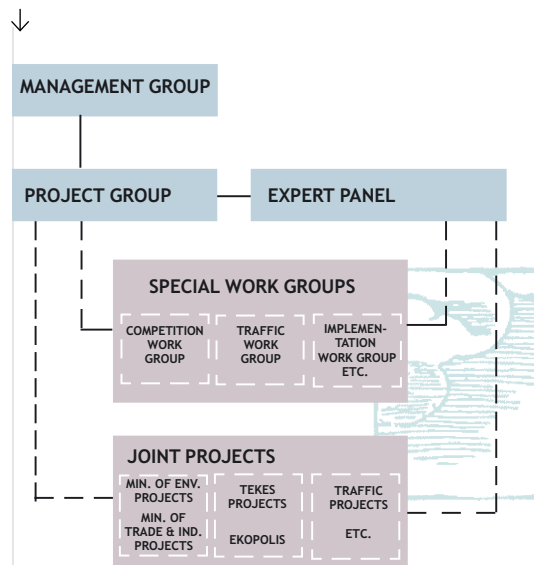 MANAGEMENT GROUP
PROJECT GROUP
EXPERT PANEL
SPECIAL WORK GROUPS
COMPETITION
WORK
GROUP
TRAFFIC
WORK
GROUP
IMPLEMEN-
TATION
WORK GROUP
ETC.
JOINT PROJECTS
MIN. OF ENV.
PROJECTS
MIN. OF
TRADE & IND.
PROJECTS
TEKES
PROJECTS
EKOPOLIS
TRAFFIC
PROJECTS
ETC.